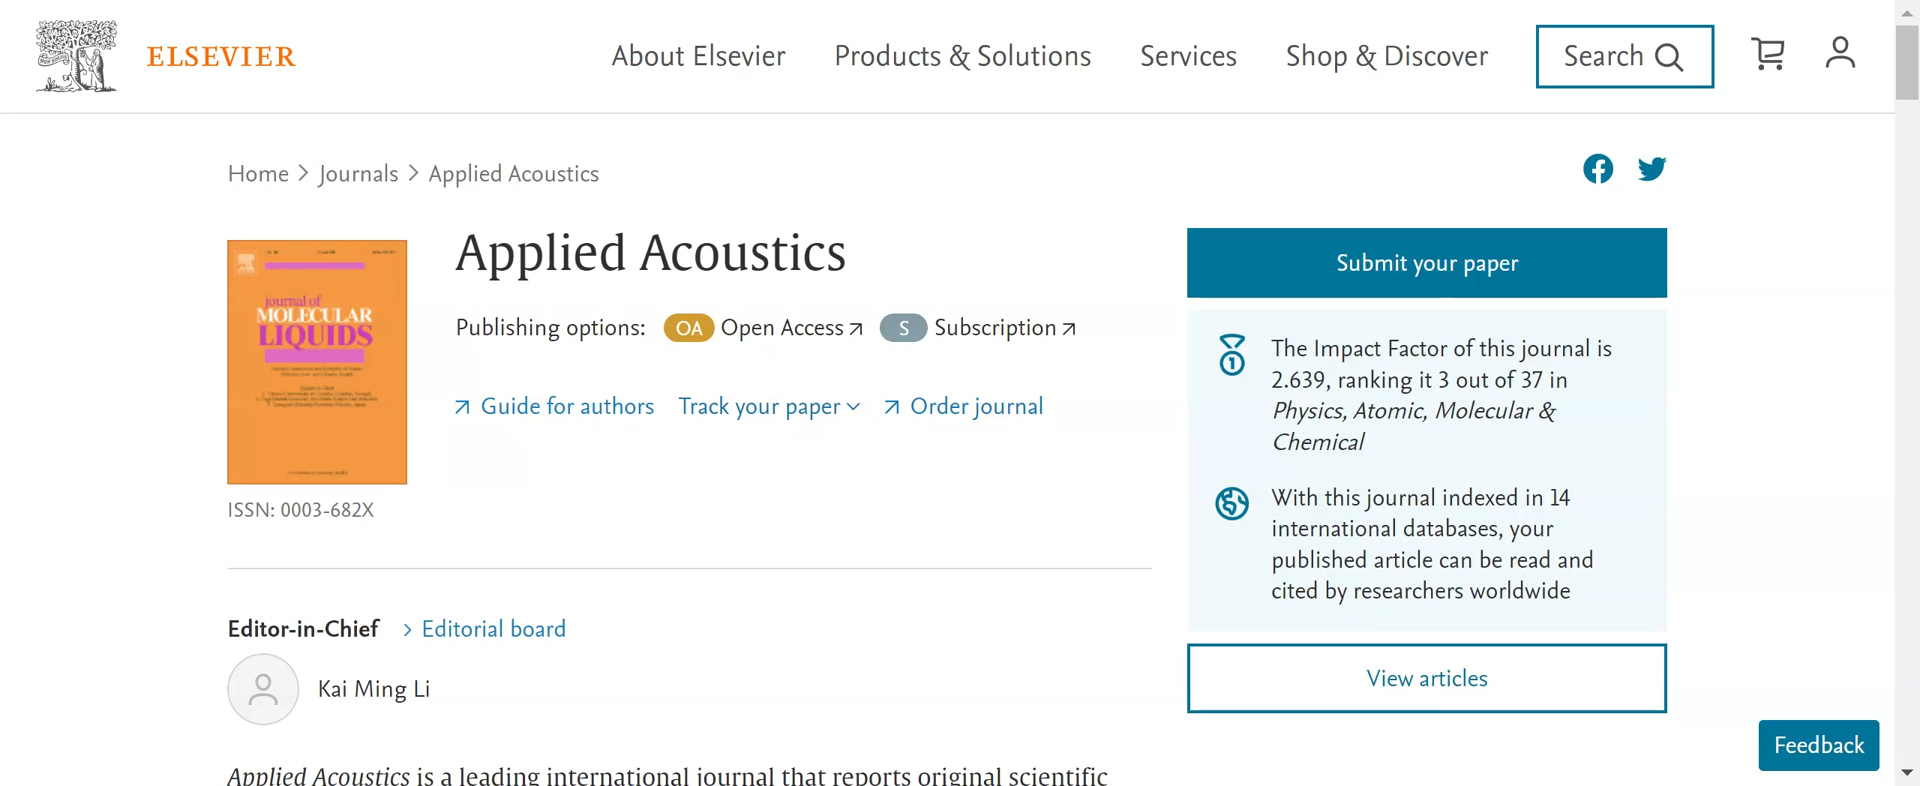 ELSEVIER
About Elsevier
Products & Solutions
Services
Shop & Discover
Search
Home
Journals
Applied Acoustics
journal of
MOLECULAR
LIQUIDS
ISSN: 0003-682X
Applied Acoustics
Publishing options:
OA
Open Access
S
Subscription
Guide for authors
Track your paper
Order journal
Submit your paper
1
The Impact Factor of this journal is
2.639, ranking it 3 out of 37 in
Physics, Atomic, Molecular &
Chemical
With this journal indexed in 14
international databases, your
published article can be read and
cited by researchers worldwide
View articles
Editor-in-Chief
Editorial board
Kai Ming Li
Applied Acoustics is a leading international journal that reports original scientific
Feedback